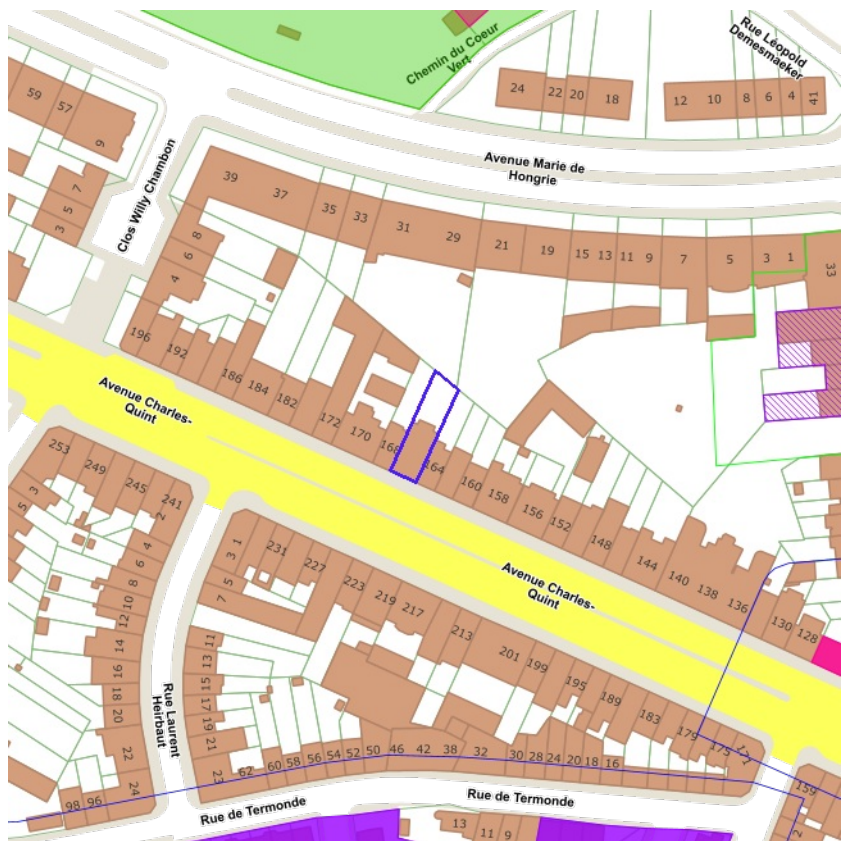 Rue Léopold
Demesmaeker
Chemin du Coeur
Vert
24 22 20 18
12 10 8 6 4 41
59 57 9
Avenue Marie de
Hongrie
Clos Willy Chambon
7
5
3
39 37 35 33 31 29 21 19 15 13 11 9 7 5 3 1 33
8
6
4
196 192 186 184 182 172 170 168 164 160 158 156 152 148 144 140 138 136 130 128
Avenue Charles-
Quint
Avenue Charles-
Quint
253 249 245 241
3
5
2
4
6
8
10
12
14
16
18
20
22
24
98 96
Rue Laurent
Heirbaut
1
3
5
7
231 227 223 219 217 213 201 199 195 189 183 179 175 171
11
13
15
17
19
21
23
62 60 58 56 54 52 50 46 42 38 32 30 28 24 20 18 16
159
2
Rue de Termonde
Rue de Termonde
13 11 9